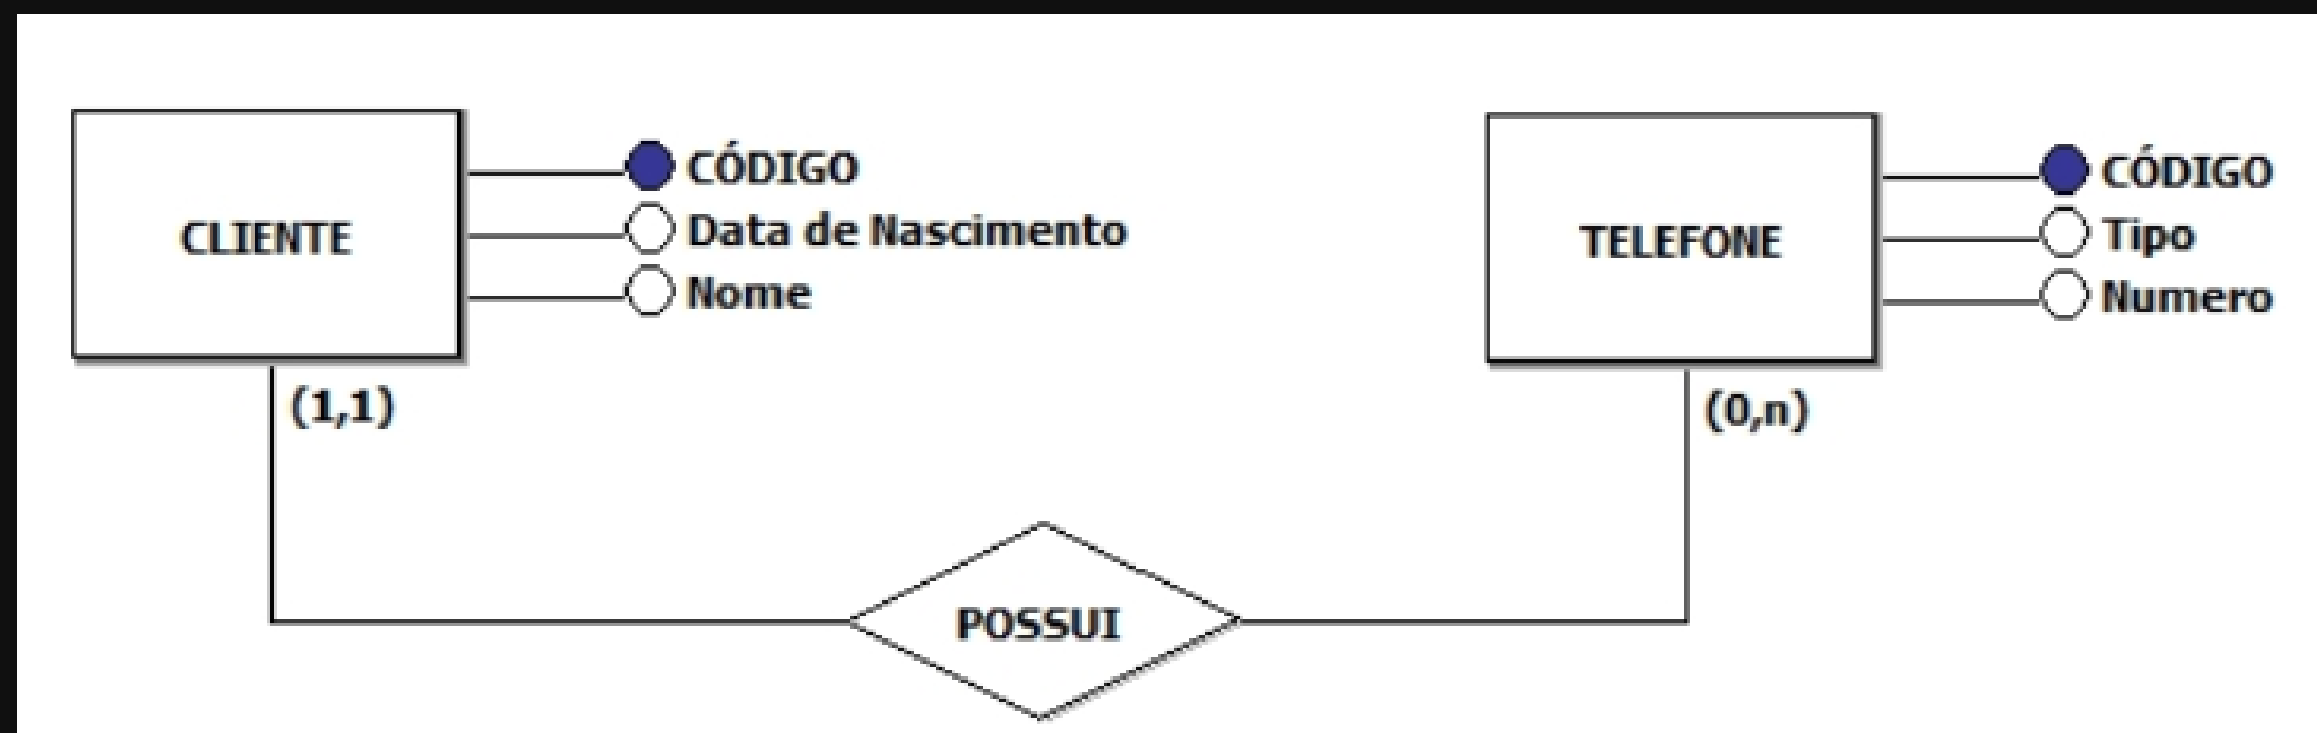 CLIENTE
CÓDIGO
Data de Nascimento
Nome
(1,1)
TELEFONE
CÓDIGO
Tipo
Numero
(0,n)
POSSUI